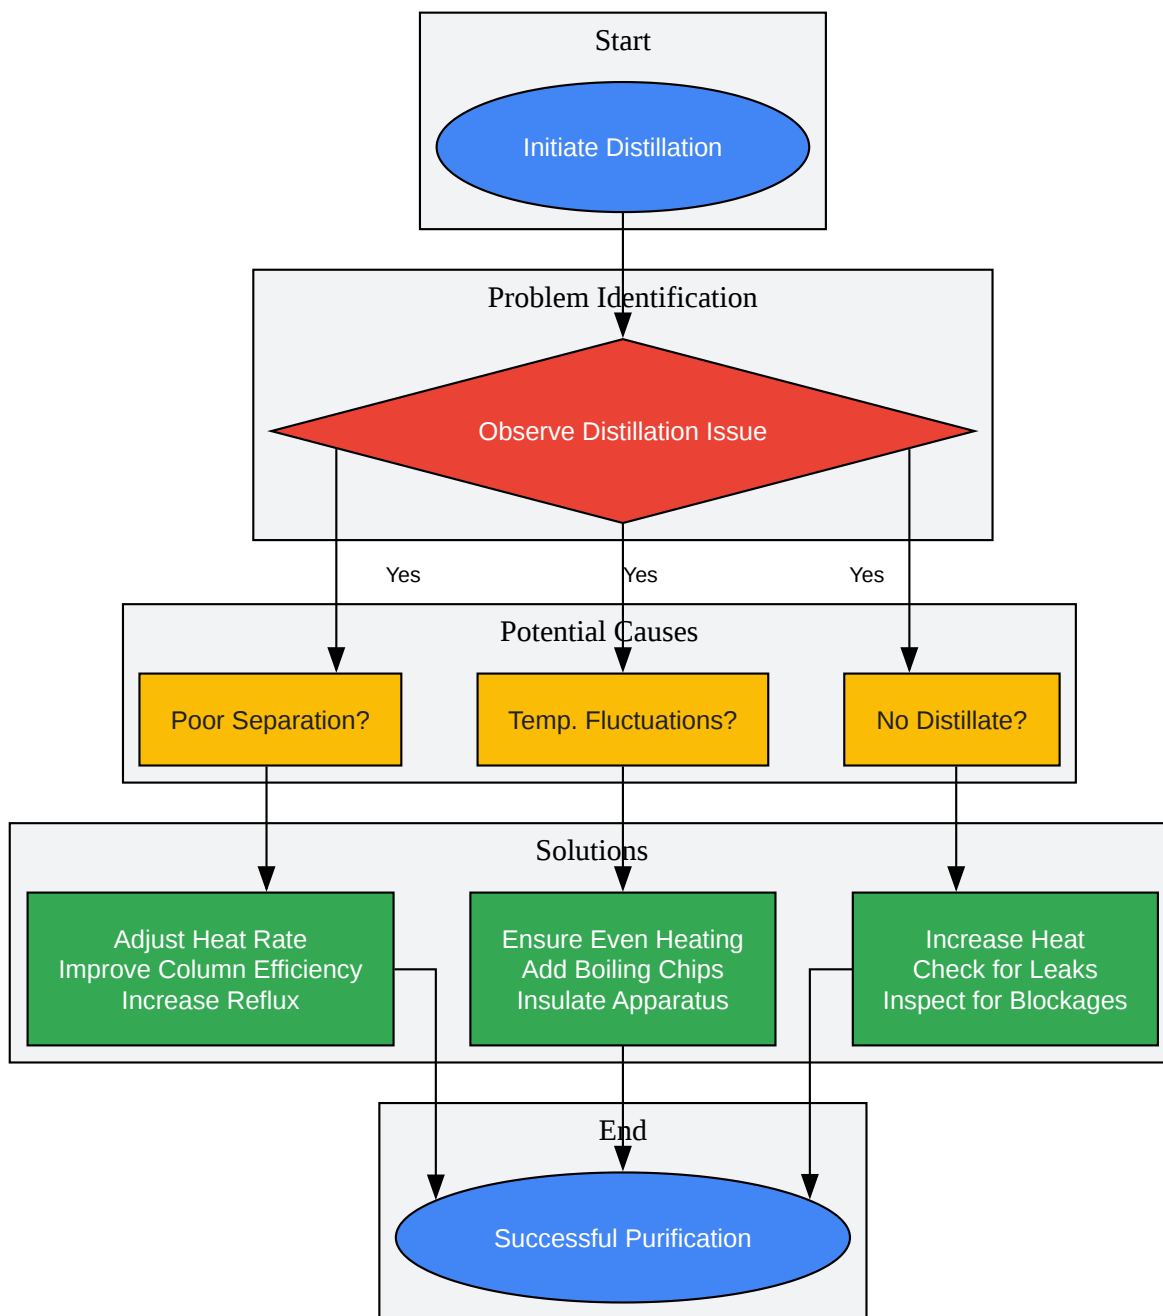 Start
Initiate Distillation
Problem Identification
Observe Distillation Issue
Yes
Yes
Yes
Potential Causes
Poor Separation?
Temp. Fluctuations?
No Distillate?
Solutions
Adjust Heat Rate
Improve Column Efficiency
Increase Reflux
Ensure Even Heating
Add Boiling Chips
Insulate Apparatus
Increase Heat
Check for Leaks
Inspect for Blockages
End
Successful Purification